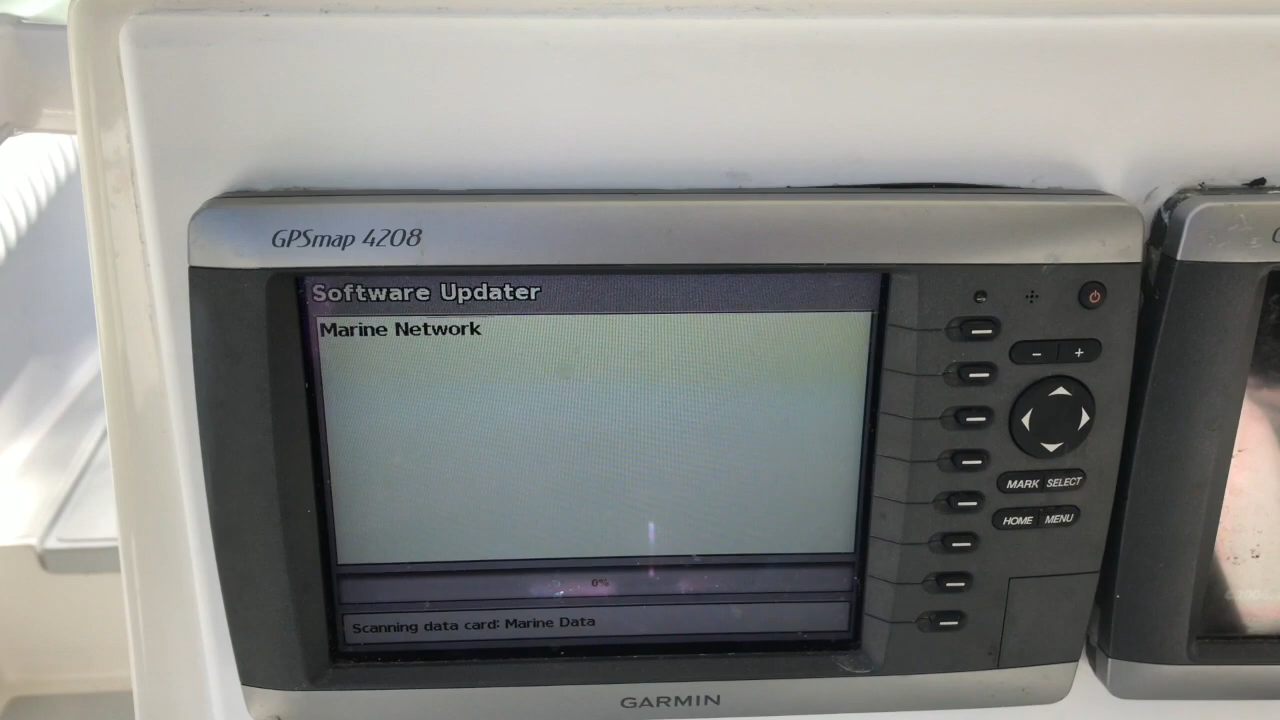 GPSmap 4208
Software Updater
Marine Network
0%
Scanning data card: Marine Data
- +
MARK SELECT
HOME MENU
GARMIN